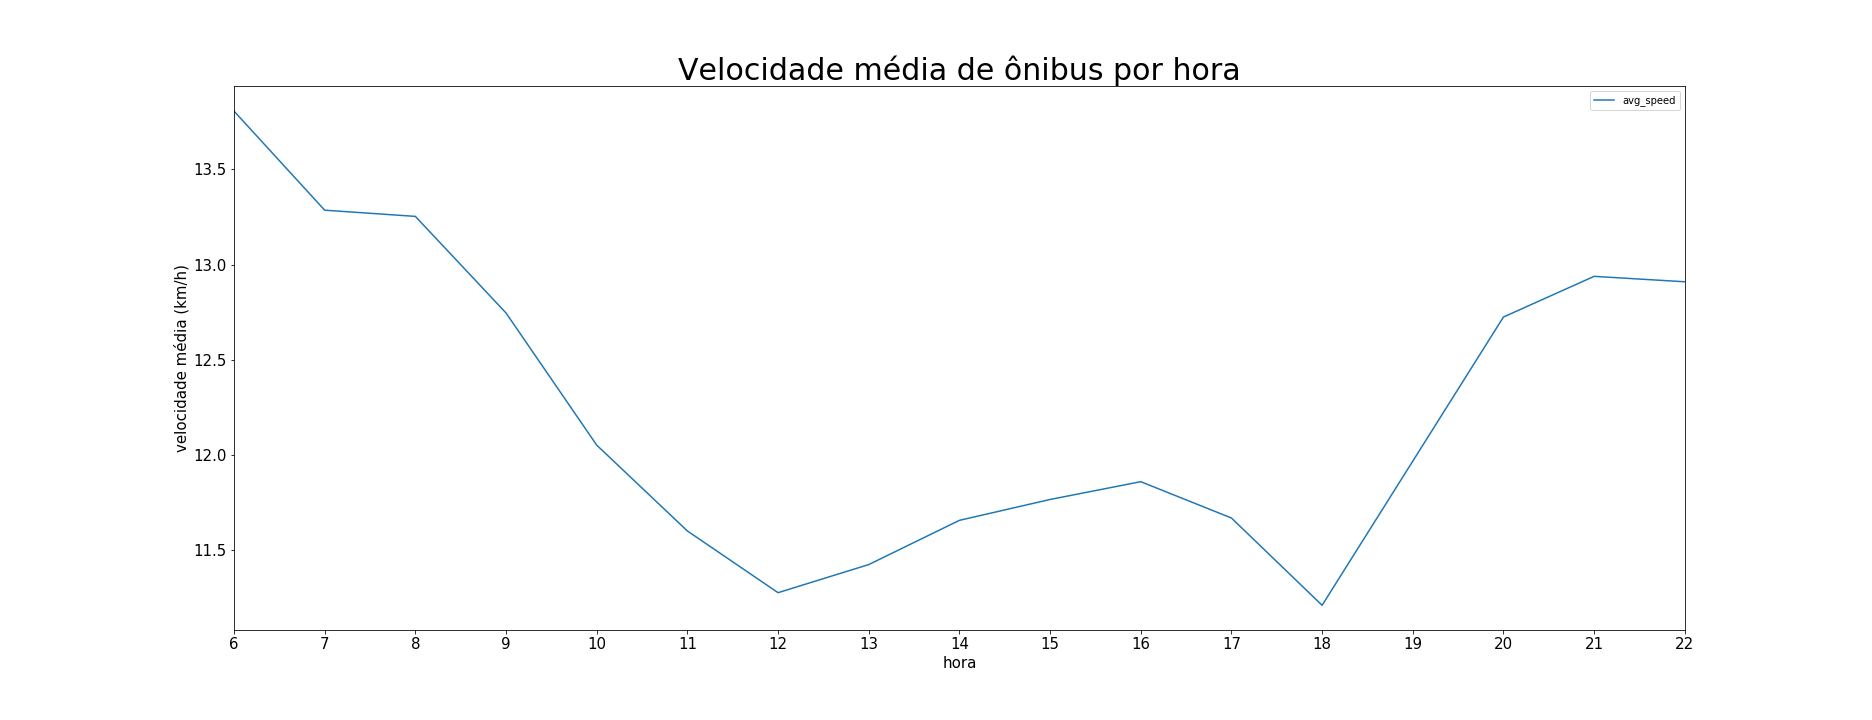 Velocidade média de ônibus por hora
avg_speed
velocidade média (km/h)
13.5
13.0
12.5
12.0
11.5
6 7 8 9 10 11 12 13 14 15 16 17 18 19 20 21 22
hora